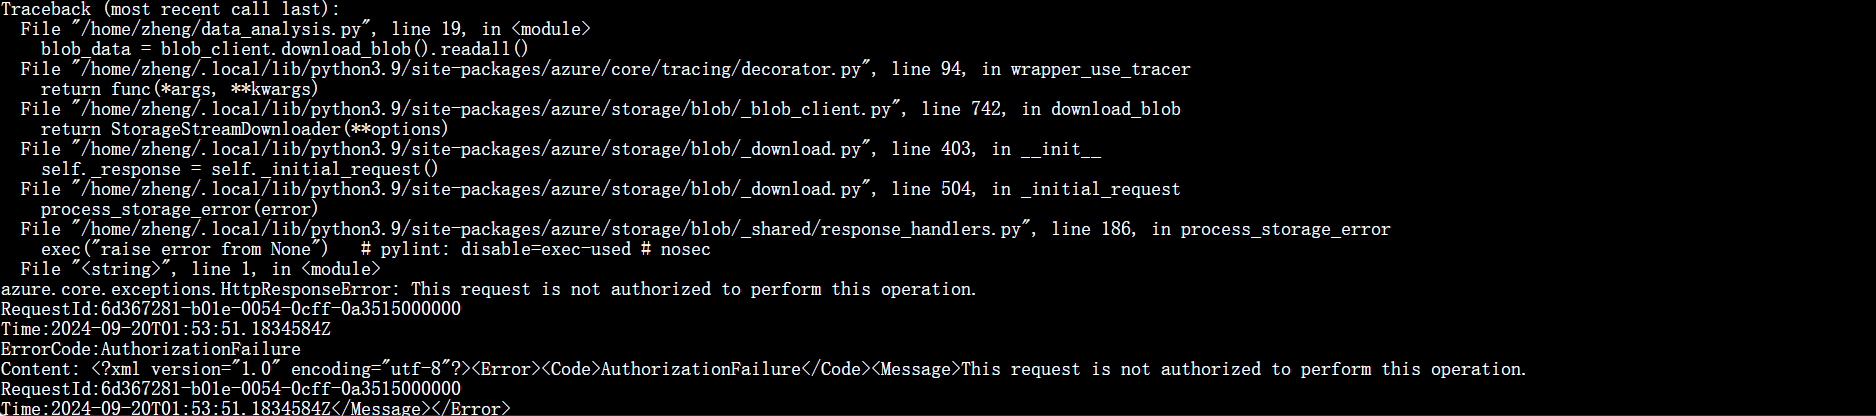 Traceback (most recent call last):
  File "/home/zheng/data_analysis.py", line 19, in <module>
    blob_data = blob_client.download_blob().readall()
  File "/home/zheng/.local/lib/python3.9/site-packages/azure/core/tracing/decorator.py", line 94, in wrapper_use_tracer
    return func(*args, **kwargs)
  File "/home/zheng/.local/lib/python3.9/site-packages/azure/storage/blob/_blob_client.py", line 742, in download_blob
    return StorageStreamDownloader(**options)
  File "/home/zheng/.local/lib/python3.9/site-packages/azure/storage/blob/_download.py", line 403, in __init__
    self._response = self._initial_request()
  File "/home/zheng/.local/lib/python3.9/site-packages/azure/storage/blob/_download.py", line 504, in _initial_request
    process_storage_error(error)
  File "/home/zheng/.local/lib/python3.9/site-packages/azure/storage/blob/_shared/response_handlers.py", line 186, in process_storage_error
    exec("raise error from None")   # pylint: disable=exec-used # nosec
  File "<string>", line 1, in <module>
azure.core.exceptions.HttpResponseError: This request is not authorized to perform this operation.
RequestId:6d367281-b01e-0054-0cff-0a3515000000
Time:2024-09-20T01:53:51.1834584Z
ErrorCode:AuthorizationFailure
Content: <?xml version="1.0" encoding="utf-8"?><Error><Code>AuthorizationFailure</Code><Message>This request is not authorized to perform this operation.
RequestId:6d367281-b01e-0054-0cff-0a3515000000
Time:2024-09-20T01:53:51.1834584Z</Message></Error>